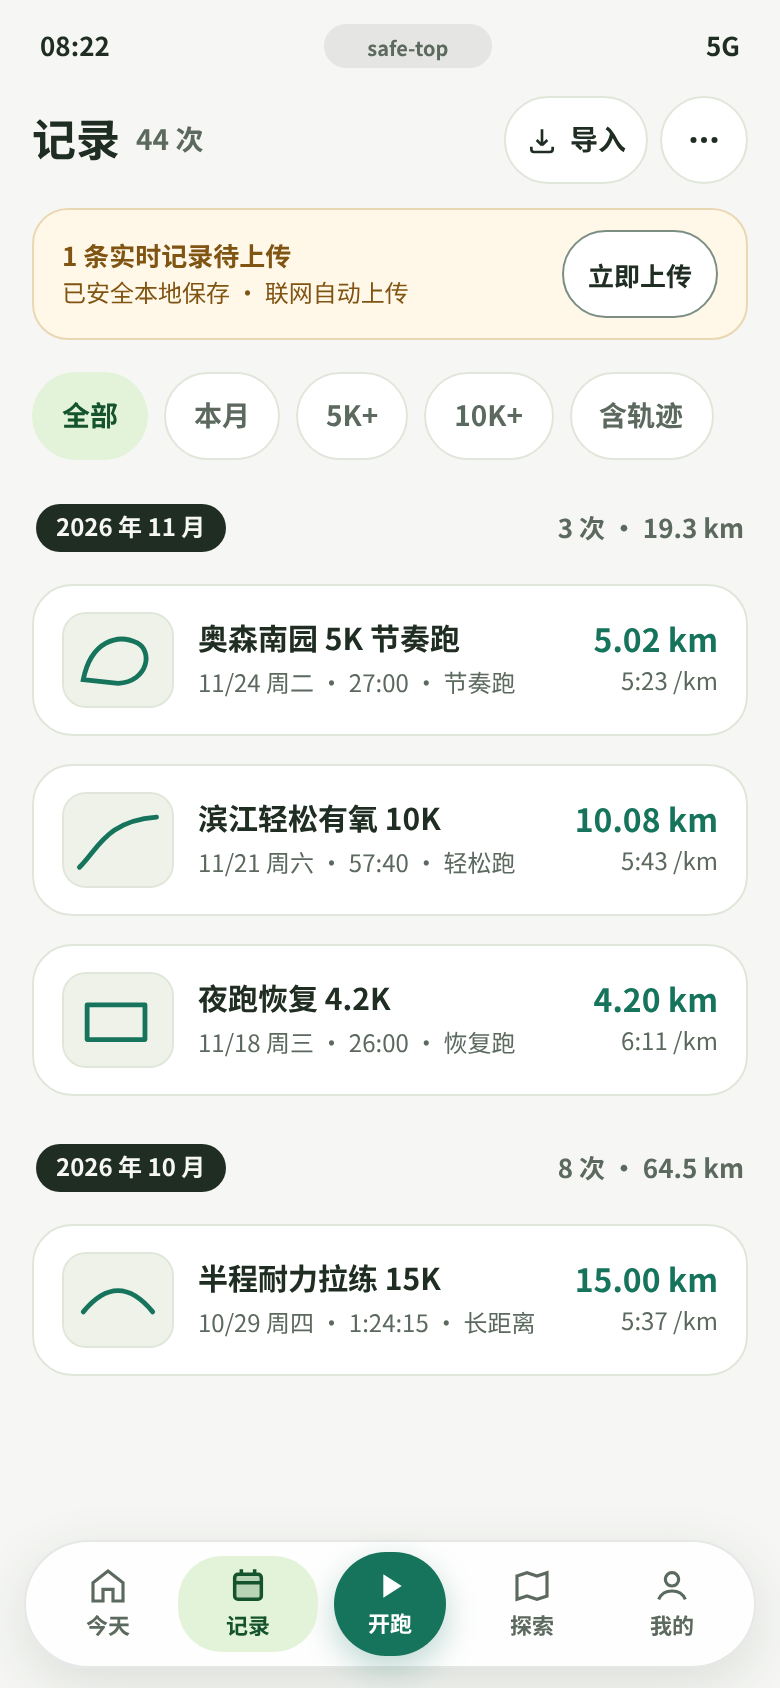 08:22 safe-top 5G
记录 44 次 导入
1 条实时记录待上传
已安全本地保存 · 联网自动上传
立即上传
全部 本月 5K+ 10K+ 含轨迹
2026 年 11 月 3 次 · 19.3 km
奥森南园 5K 节奏跑 5.02 km
11/24 周二 · 27:00 · 节奏跑 5:23 /km
滨江轻松有氧 10K 10.08 km
11/21 周六 · 57:40 · 轻松跑 5:43 /km
夜跑恢复 4.2K 4.20 km
11/18 周三 · 26:00 · 恢复跑 6:11 /km
2026 年 10 月 8 次 · 64.5 km
半程耐力拉练 15K 15.00 km
10/29 周四 · 1:24:15 · 长距离 5:37 /km
今天 记录 开跑 探索 我的